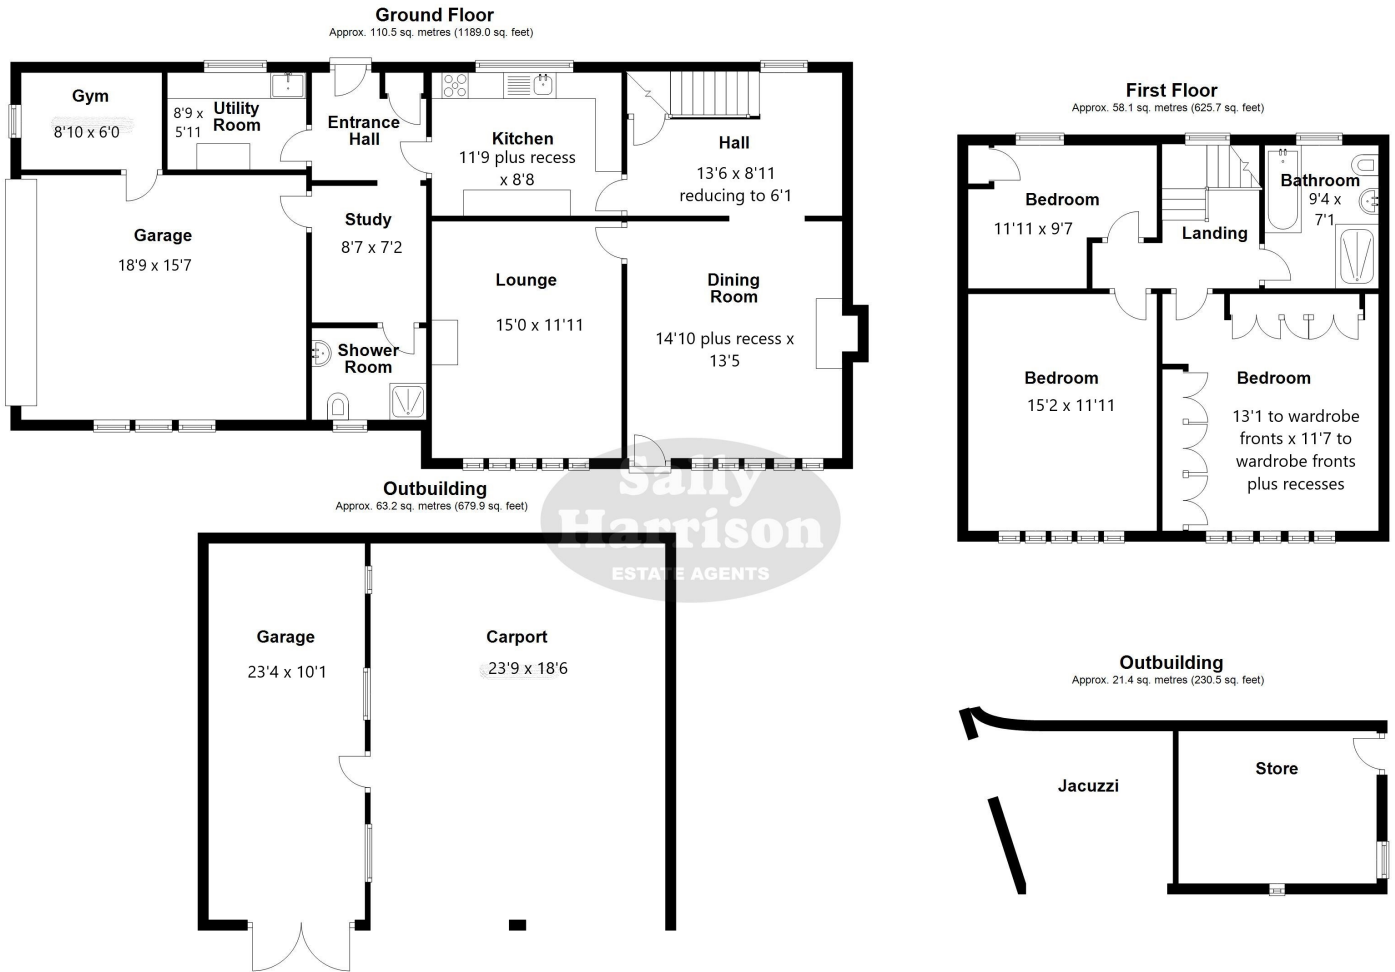 Ground Floor
Approx. 110.5 sq. metres (1189.0 sq. feet)
Gym
8'10 x 6'0
8'9 x
5'11
Utility
Room
Entrance
Hall
Kitchen
11'9 plus recess
x 8'8
Hall
13'6 x 8'11
reducing to 6'1
Garage
18'9 x 15'7
Study
8'7 x 7'2
Lounge
15'0 x 11'11
Dining
Room
14'10 plus recess x
13'5
Shower
Room
First Floor
Approx. 58.1 sq. metres (625.7 sq. feet)
Bedroom
11'11 x 9'7
Landing
Bathroom
9'4 x
7'1
Bedroom
15'2 x 11'11
Bedroom
13'1 to wardrobe
fronts x 11'7 to
wardrobe fronts
plus recesses
Outbuilding
Approx. 63.2 sq. metres (679.9 sq. feet)
Garage
23'4 x 10'1
Carport
23'9 x 18'6
Sally
Harrison
ESTATE AGENTS
Outbuilding
Approx. 21.4 sq. metres (230.5 sq. feet)
Jacuzzi
Store